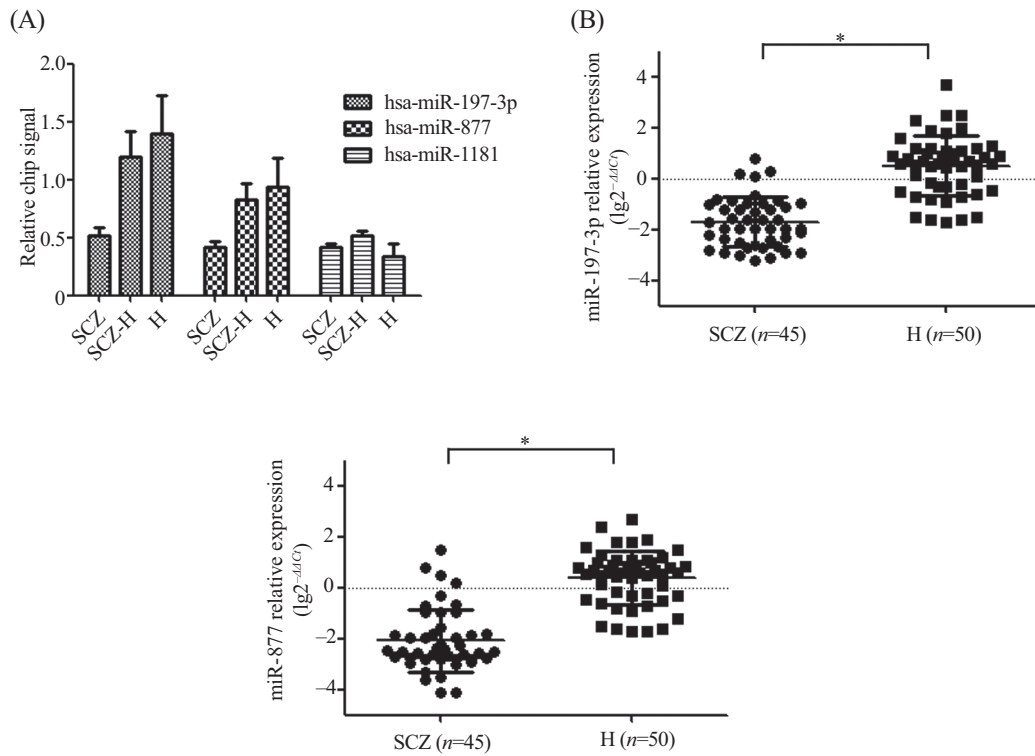 (A)
2.0
1.5
1.0
0.5
0
Relative chip signal
hsa-miR-197-3p
hsa-miR-877
hsa-miR-1181
SCZ
SCZ-H
H
SCZ
SCZ-H
H
SCZ
SCZ-H
H
(B)
*
4
2
0
−2
−4
miR-197-3p relative expression
(lg2⁻ΔΔCt)
SCZ (n=45)
H (n=50)
*
4
2
0
−2
−4
miR-877 relative expression
(lg2⁻ΔΔCt)
SCZ (n=45)
H (n=50)